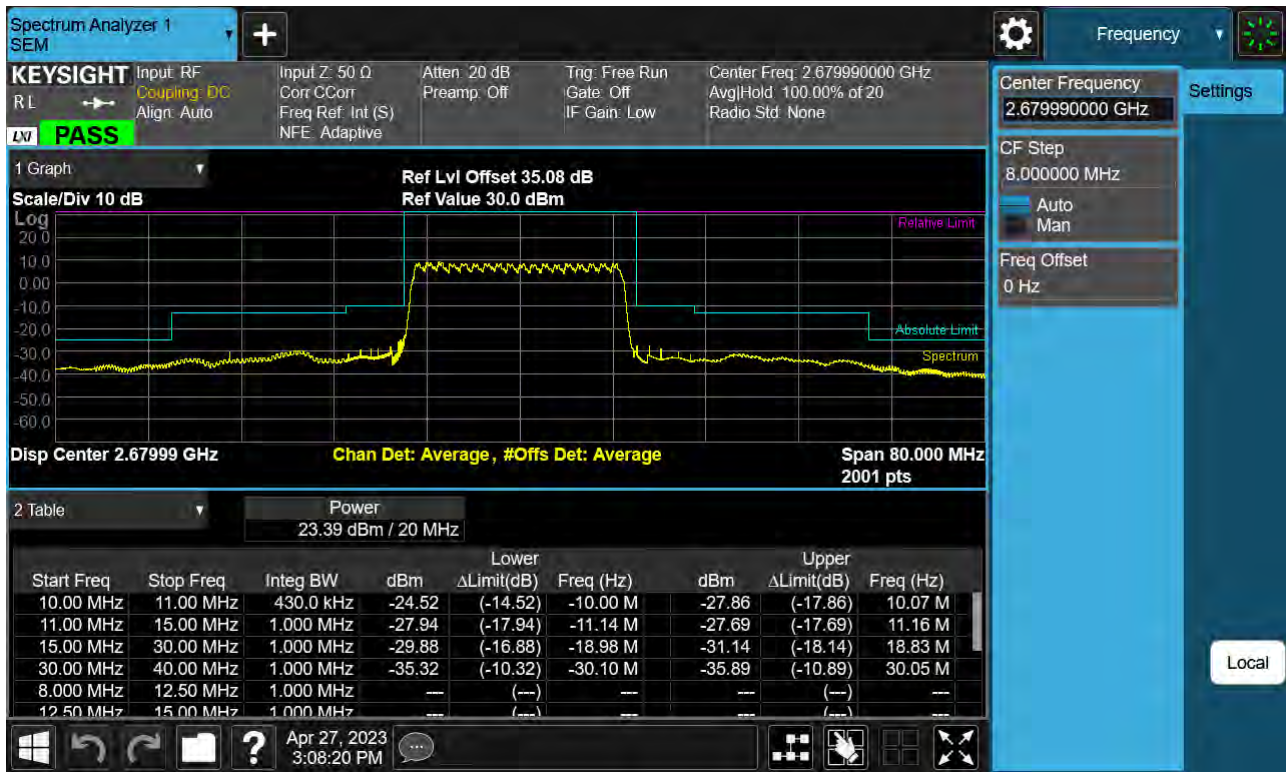 Spectrum Analyzer 1
SEM
+
Frequency
KEYSIGHT
RL
LXI
PASS
Input: RF
Coupling: DC
Align: Auto
Input Z: 50 Ω
Corr CCorr
Freq Ref: Int (S)
NFE: Adaptive
Atten: 20 dB
Preamp: Off
Trig: Free Run
Gate: Off
IF Gain: Low
Center Freq: 2.679990000 GHz
Avg|Hold: 100.00% of 20
Radio Std: None
Center Frequency
2.679990000 GHz
Settings
CF Step
8.000000 MHz
Auto
Man
Freq Offset
0 Hz
Local
1 Graph
Scale/Div 10 dB
Ref Lvl Offset 35.08 dB
Ref Value 30.0 dBm
Log
20.0
10.0
0.00
-10.0
-20.0
-30.0
-40.0
-50.0
-60.0
Relative Limit
Absolute Limit
Spectrum
Disp Center 2.67999 GHz Chan Det: Average, #Offs Det: Average Span 80.000 MHz
2001 pts
2 Table
Power
23.39 dBm / 20 MHz
Lower Upper
Start Freq Stop Freq Integ BW dBm ΔLimit(dB) Freq (Hz) dBm ΔLimit(dB) Freq (Hz)
10.00 MHz 11.00 MHz 430.0 kHz -24.52 (-14.52) -10.00 M -27.86 (-17.86) 10.07 M
11.00 MHz 15.00 MHz 1.000 MHz -27.94 (-17.94) -11.14 M -27.69 (-17.69) 11.16 M
15.00 MHz 30.00 MHz 1.000 MHz -29.88 (-16.88) -18.98 M -31.14 (-18.14) 18.83 M
30.00 MHz 40.00 MHz 1.000 MHz -35.32 (-10.32) -30.10 M -35.89 (-10.89) 30.05 M
8.000 MHz 12.50 MHz 1.000 MHz --- (---) --- --- (---) ---
12.50 MHz 15.00 MHz 1.000 MHz --- (---) --- --- (---) ---
?
Apr 27, 2023
3:08:20 PM